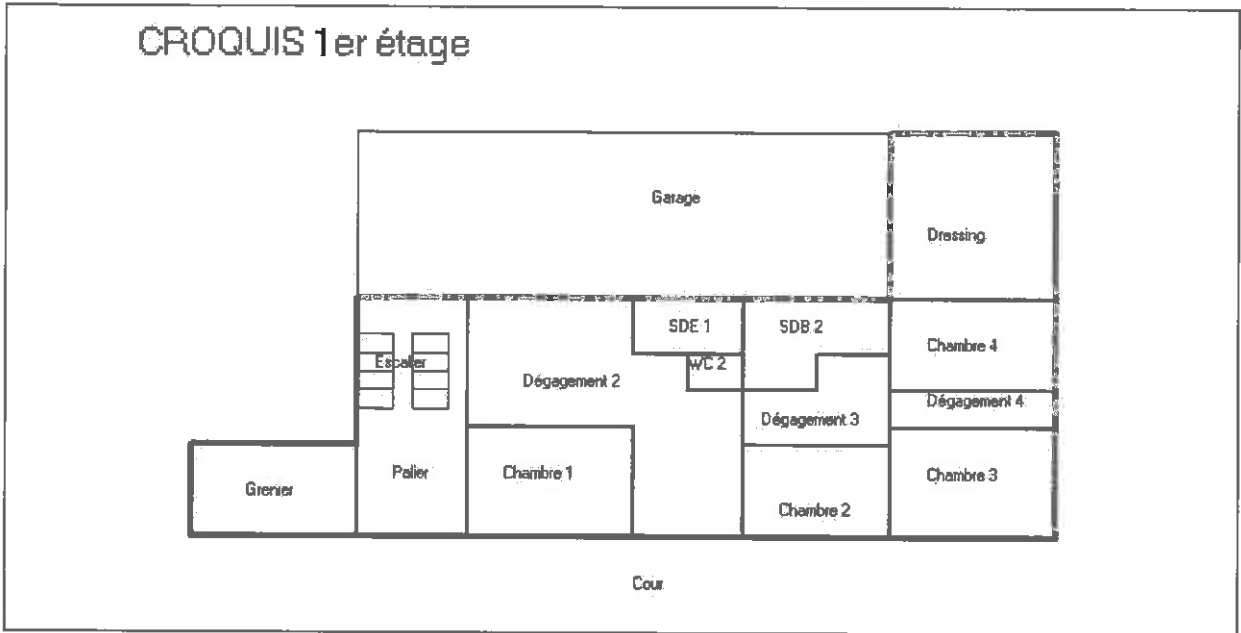 CROQUIS 1er étage
Garage
Dressing
SDE 1
SDB 2
Chambre 4
Escalier
WC 2
Dégagement 2
Dégagement 4
Dégagement 3
Grenier
Palier
Chambre 1
Chambre 3
Chambre 2
Cour